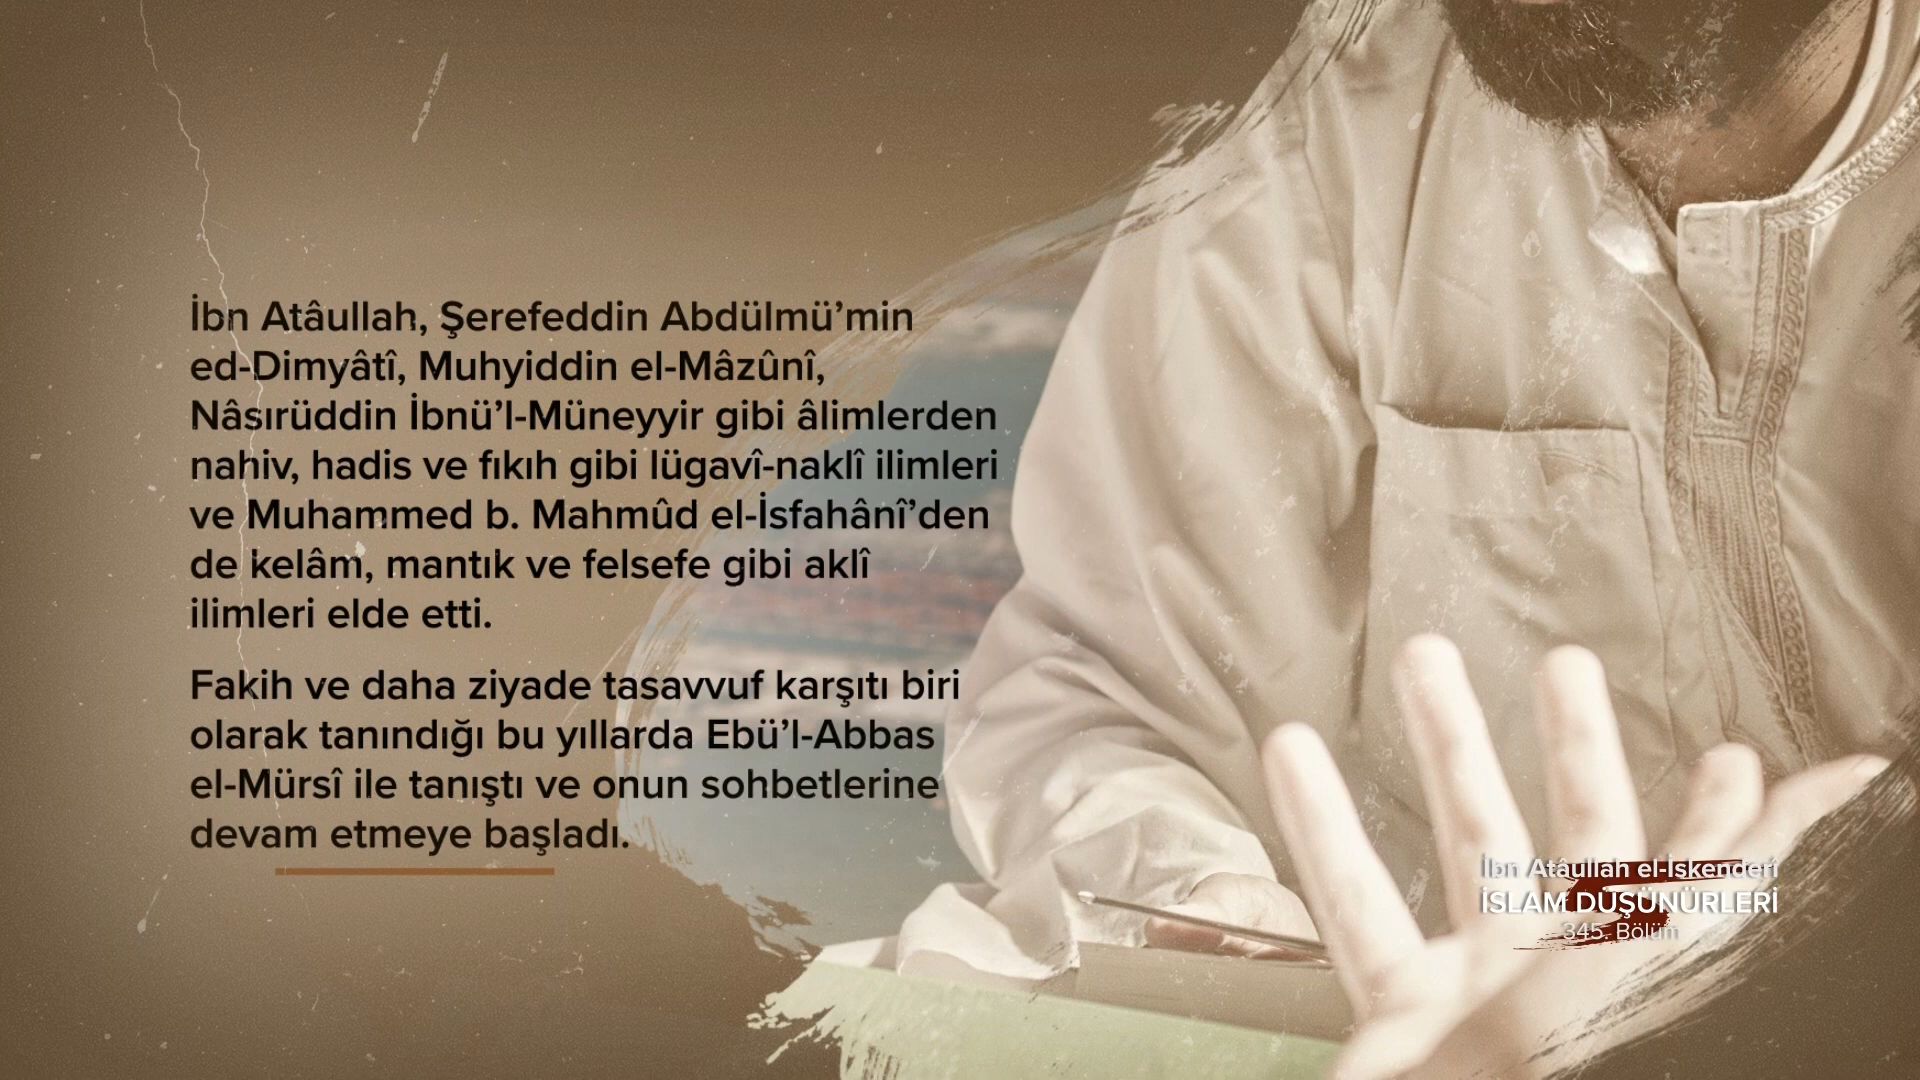 İbn Atâullah, Şerefeddin Abdülmü’min
ed-Dimyâtî, Muhyiddin el-Mâzûnî,
Nâsırüddin İbnü’l-Müneyyir gibi âlimlerden
nahiv, hadis ve fıkıh gibi lügavî-naklî ilimleri
ve Muhammed b. Mahmûd el-İsfahânî’den
de kelâm, mantık ve felsefe gibi aklî
ilimleri elde etti.
Fakih ve daha ziyade tasavvuf karşıtı biri
olarak tanındığı bu yıllarda Ebü’l-Abbas
el-Mürsî ile tanıştı ve onun sohbetlerine
devam etmeye başladı.
İbn Atâullah el-İskenderî
İSLAM DÜŞÜNÜRLERİ
345. Bölüm